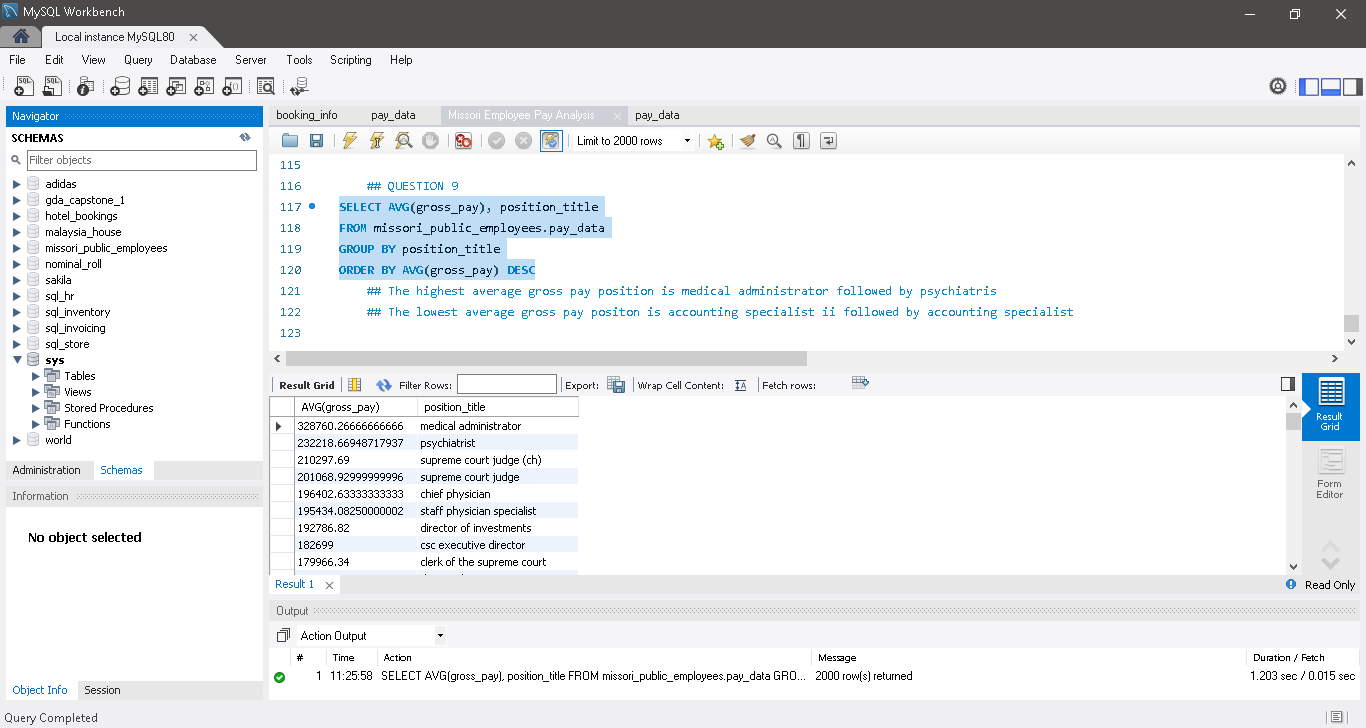 MySQL Workbench
Local instance MySQL80
File Edit View Query Database Server Tools Scripting Help
Navigator
SCHEMAS
Filter objects
adidas
gda_capstone_1
hotel_bookings
malaysia_house
missori_public_employees
nominal_roll
sakila
sql_hr
sql_inventory
sql_invoicing
sql_store
sys
Tables
Views
Stored Procedures
Functions
world
Administration Schemas
Information
No object selected
Object Info Session
Query Completed
booking_info pay_data Missori Employee Pay Analysis pay_data
Limit to 2000 rows
115
116 ## QUESTION 9
117 SELECT AVG(gross_pay), position_title
118 FROM missori_public_employees.pay_data
119 GROUP BY position_title
120 ORDER BY AVG(gross_pay) DESC
121 ## The highest average gross pay position is medical administrator followed by psychiatris
122 ## The lowest average gross pay positon is accounting specialist ii followed by accounting specialist
123
Result Grid Filter Rows: Export: Wrap Cell Content: Fetch rows:
AVG(gross_pay) position_title
328760.26666666666 medical administrator
232218.66948717937 psychiatrist
210297.69 supreme court judge (ch)
201068.92999999996 supreme court judge
196402.63333333333 chief physician
195434.08250000002 staff physician specialist
192786.82 director of investments
182699 csc executive director
179966.34 clerk of the supreme court
Result Grid
Form Editor
Result 1
Read Only
Output
Action Output
# Time Action Message Duration / Fetch
1 11:25:58 SELECT AVG(gross_pay), position_title FROM missori_public_employees.pay_data GRO... 2000 row(s) returned 1.203 sec / 0.015 sec